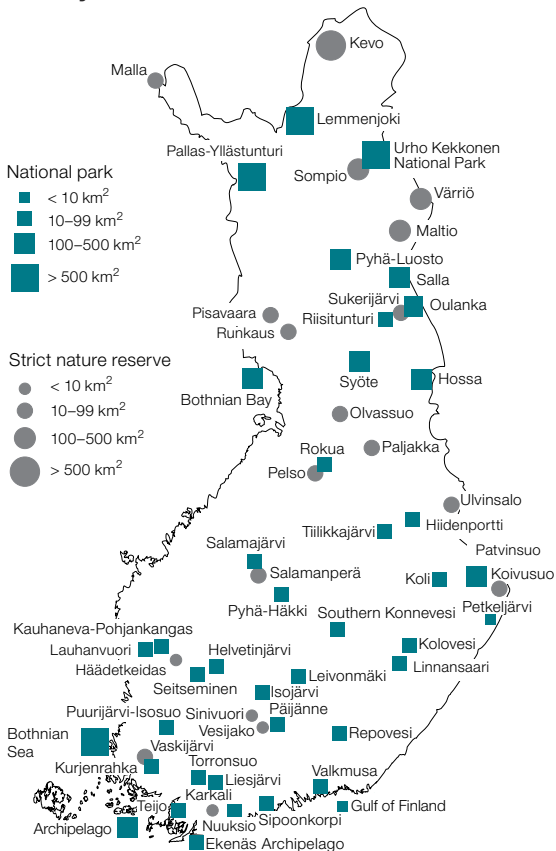 Kevo
Malla
Lemmenjoki
Pallas-Yllästunturi
Urho Kekkonen
National Park
Sompio
National park
< 10 km²
10–99 km²
100–500 km²
> 500 km²
Värriö
Maltio
Pyhä-Luosto
Salla
Sukerijärvi
Oulanka
Pisavaara
Riisitunturi
Runkaus
Strict nature reserve
< 10 km²
10–99 km²
100–500 km²
> 500 km²
Syöte
Hossa
Bothnian Bay
Olvassuo
Paljakka
Rokua
Pelso
Ulvinsalo
Hiidenportti
Tiilikkajärvi
Patvinsuo
Salamajärvi
Salamanperä
Koli
Koivusuo
Pyhä-Häkki
Petkeljärvi
Southern Konnevesi
Kauhaneva-Pohjankangas
Lauhanvuori
Helvetinjärvi
Kolovesi
Häädetkeidas
Linnansaari
Leivonmäki
Seitseminen
Isojärvi
Puurijärvi-Isosuo
Sinivuori
Päijänne
Vesijako
Repovesi
Bothnian
Sea
Vaskijärvi
Kurjenrahka
Torronsuo
Liesjärvi
Valkmusa
Teijo
Karkali
Gulf of Finland
Sipoonkorpi
Nuuksio
Archipelago
Ekenäs Archipelago